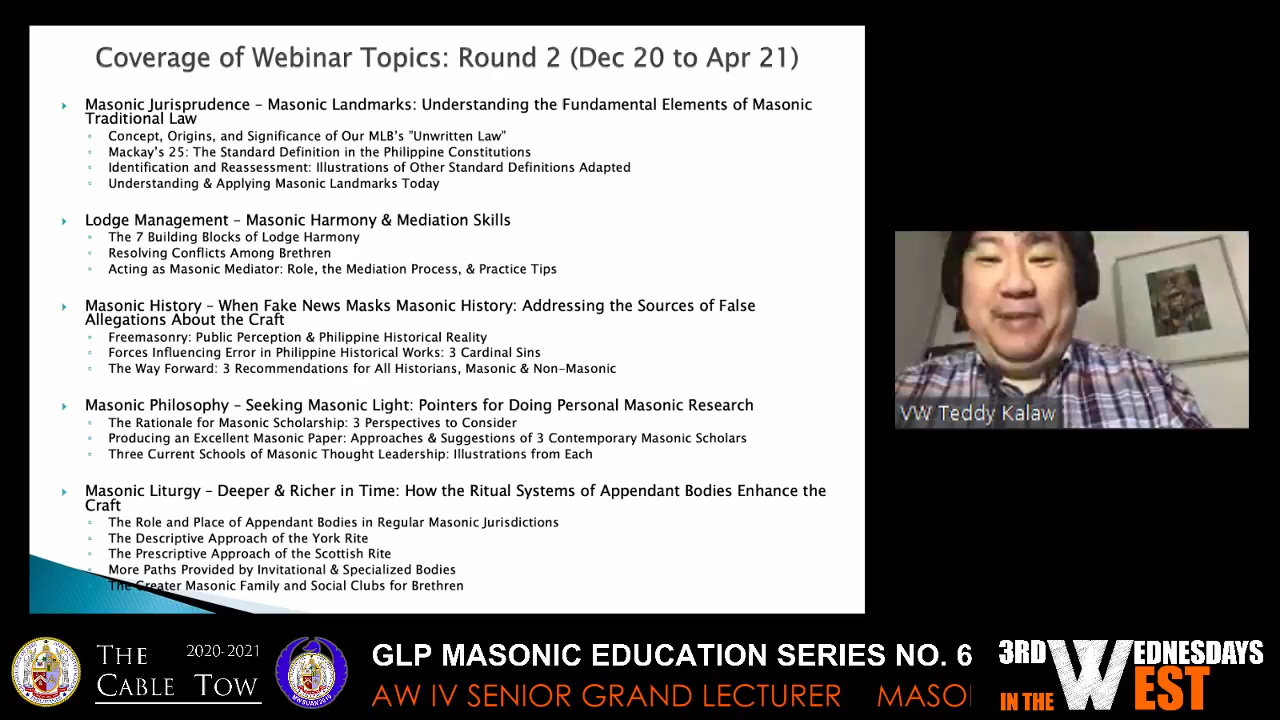 Coverage of Webinar Topics: Round 2 (Dec 20 to Apr 21)
Masonic Jurisprudence – Masonic Landmarks: Understanding the Fundamental Elements of Masonic
Traditional Law
Concept, Origins, and Significance of Our MLB's "Unwritten Law"
Mackay's 25: The Standard Definition in the Philippine Constitutions
Identification and Reassessment: Illustrations of Other Standard Definitions Adapted
Understanding & Applying Masonic Landmarks Today
Lodge Management – Masonic Harmony & Mediation Skills
The 7 Building Blocks of Lodge Harmony
Resolving Conflicts Among Brethren
Acting as Masonic Mediator: Role, the Mediation Process, & Practice Tips
Masonic History – When Fake News Masks Masonic History: Addressing the Sources of False
Allegations About the Craft
Freemasonry: Public Perception & Philippine Historical Reality
Forces Influencing Error in Philippine Historical Works: 3 Cardinal Sins
The Way Forward: 3 Recommendations for All Historians, Masonic & Non-Masonic
Masonic Philosophy – Seeking Masonic Light: Pointers for Doing Personal Masonic Research
The Rationale for Masonic Scholarship: 3 Perspectives to Consider
Producing an Excellent Masonic Paper: Approaches & Suggestions of 3 Contemporary Masonic Scholars
Three Current Schools of Masonic Thought Leadership: Illustrations from Each
Masonic Liturgy – Deeper & Richer in Time: How the Ritual Systems of Appendant Bodies Enhance the
Craft
The Role and Place of Appendant Bodies in Regular Masonic Jurisdictions
The Descriptive Approach of the York Rite
The Prescriptive Approach of the Scottish Rite
More Paths Provided by Invitational & Specialized Bodies
The Greater Masonic Family and Social Clubs for Brethren
VW Teddy Kalaw
THE 2020-2021
CABLE TOW
GLP MASONIC EDUCATION SERIES NO. 6
AW IV SENIOR GRAND LECTURER MASO
3RD WEDNESDAYS
IN THE WEST